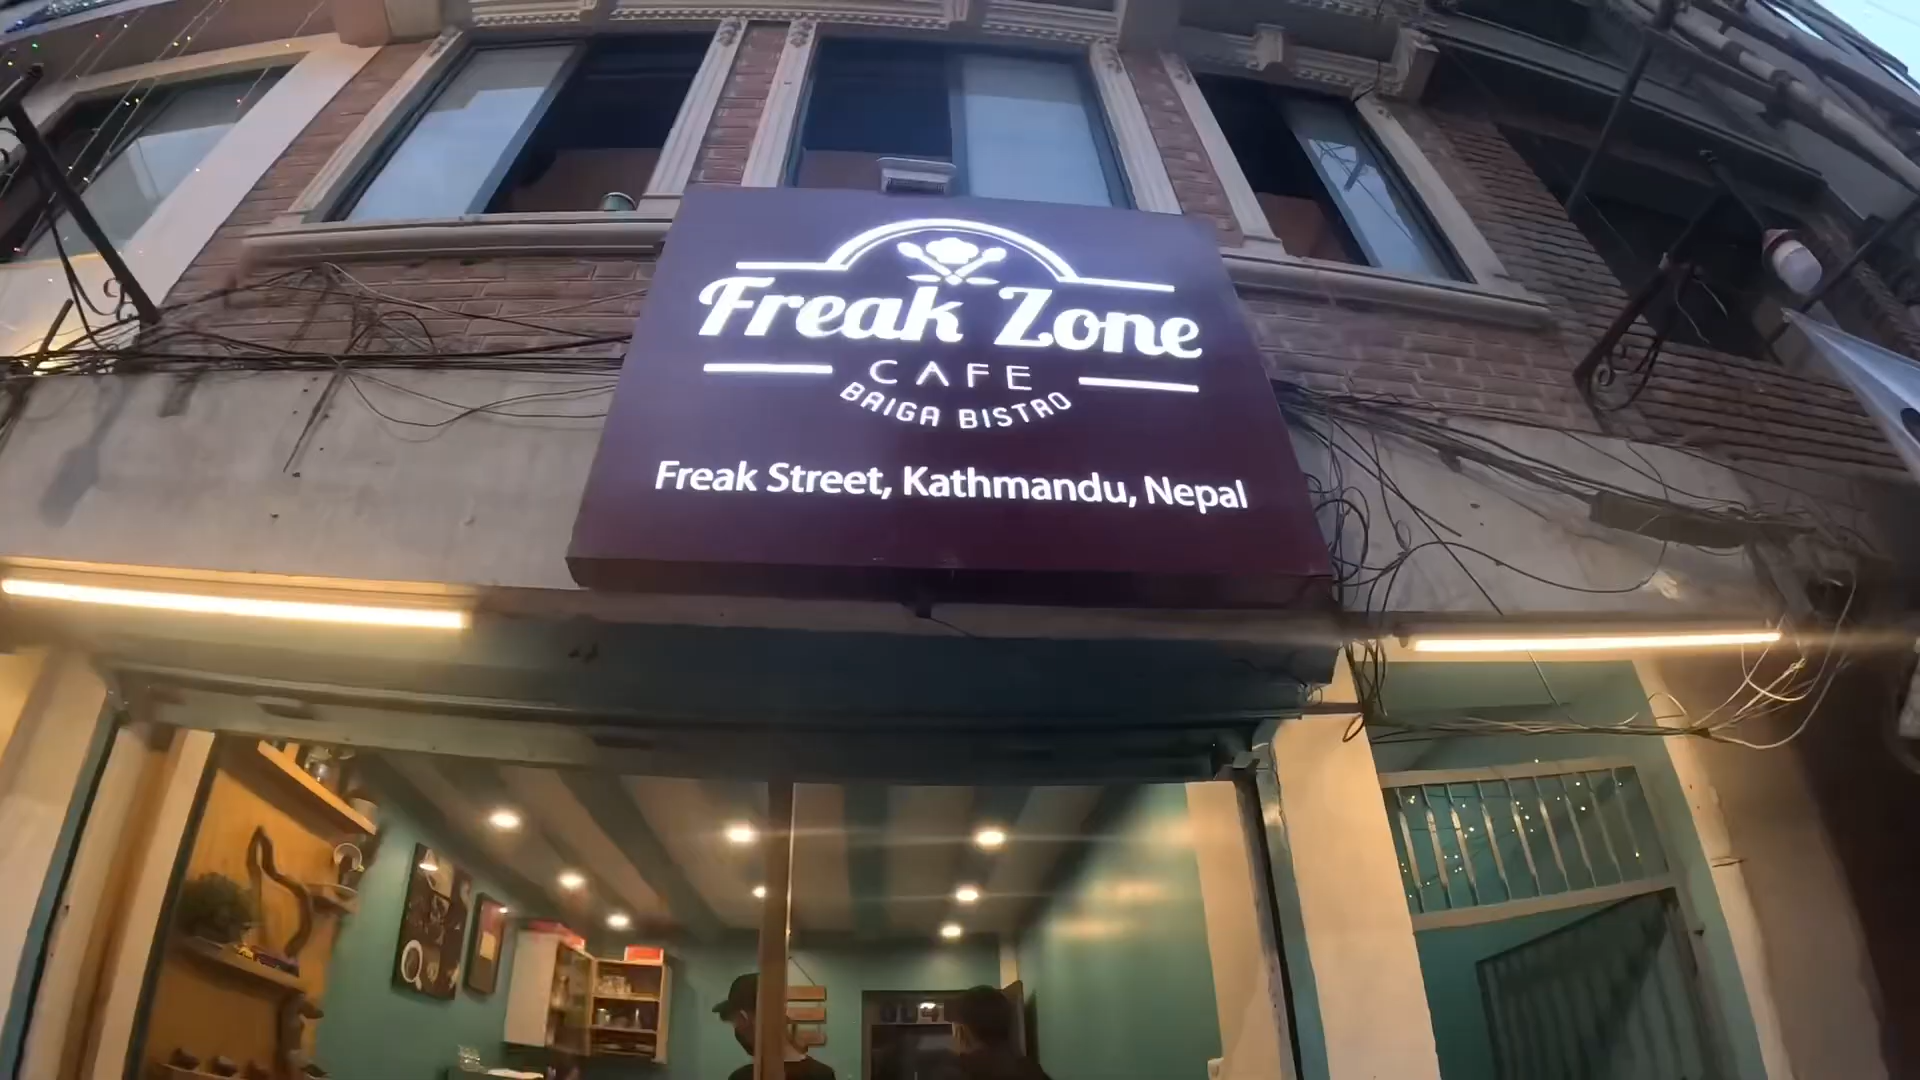 Freak Zone
CAFE
BAIGA BISTRO
Freak Street, Kathmandu, Nepal